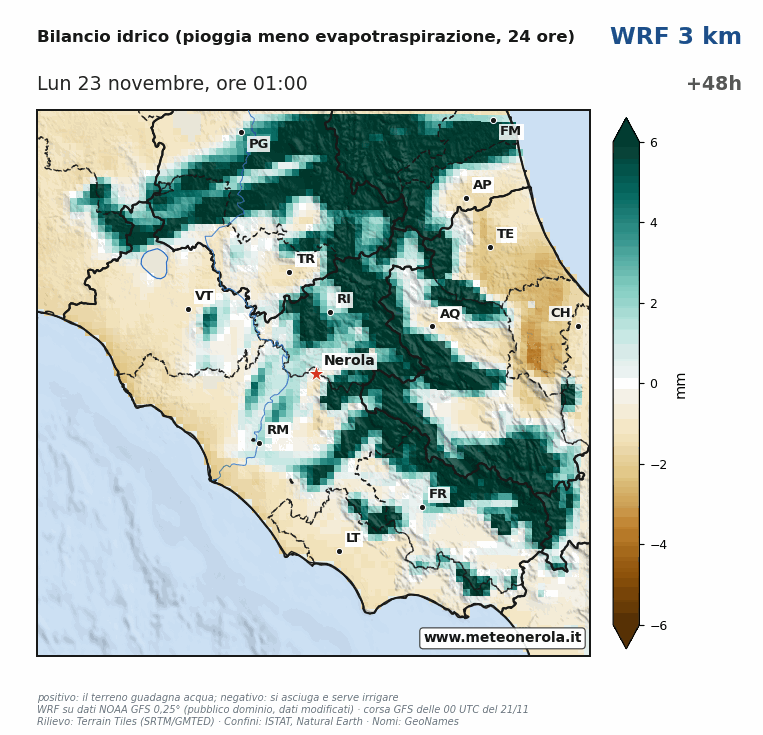 Bilancio idrico (pioggia meno evapotraspirazione, 24 ore)
WRF 3 km
Lun 23 novembre, ore 01:00
+48h
FM
PG
AP
TE
TR
VT
RI
AQ
CH
Nerola
RM
FR
LT
www.meteonerola.it
6
4
2
0
−2
−4
−6
mm
positivo: il terreno guadagna acqua; negativo: si asciuga e serve irrigare
WRF su dati NOAA GFS 0,25° (pubblico dominio, dati modificati) · corsa GFS delle 00 UTC del 21/11
Rilievo: Terrain Tiles (SRTM/GMTED) · Confini: ISTAT, Natural Earth · Nomi: GeoNames